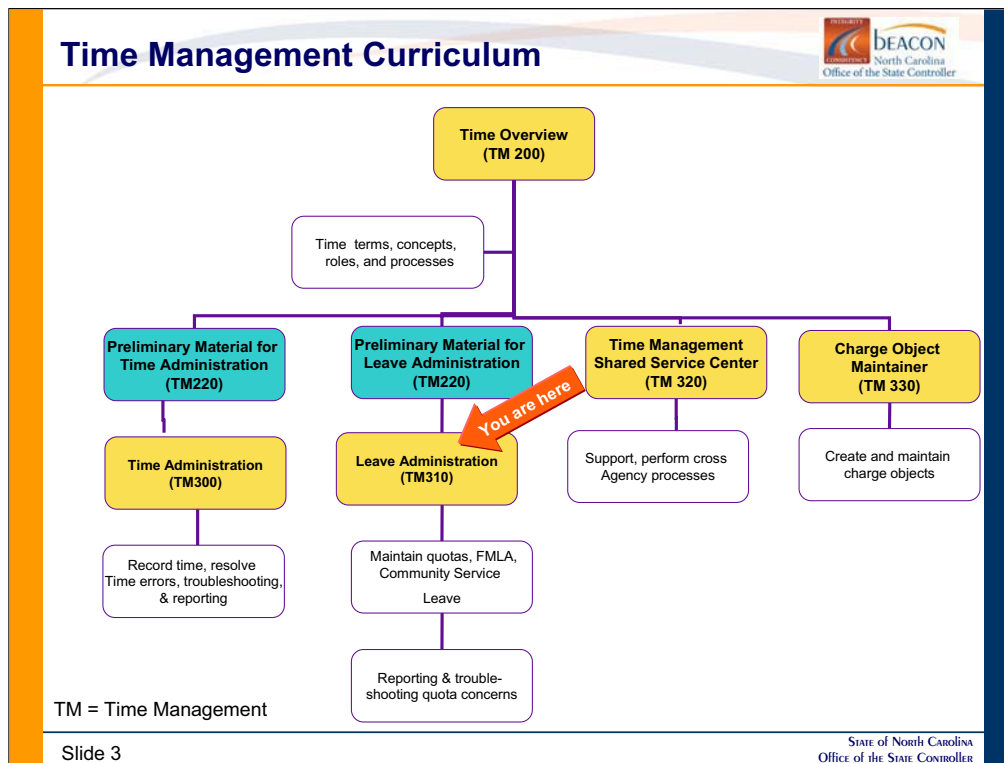 Time Management Curriculum
INTEGRITY
CONSISTENCY
BEACON
North Carolina
Office of the State Controller
Time Overview
(TM 200)
Time terms, concepts,
roles, and processes
Preliminary Material for
Time Administration
(TM220)
Preliminary Material for
Leave Administration
(TM220)
Time Management
Shared Service Center
(TM 320)
Charge Object
Maintainer
(TM 330)
You are here
Time Administration
(TM300)
Leave Administration
(TM310)
Support, perform cross
Agency processes
Create and maintain
charge objects
Record time, resolve
Time errors, troubleshooting,
& reporting
Maintain quotas, FMLA,
Community Service
Leave
Reporting & trouble-
shooting quota concerns
TM = Time Management
Slide 3
State of North Carolina
Office of the State Controller